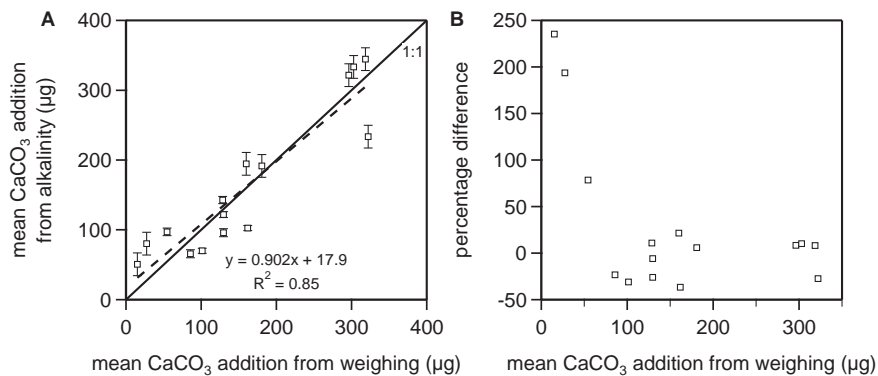 A
400
300
200
100
0
mean CaCO₃ addition
from alkalinity (µg)
1:1
y = 0.902x + 17.9
R² = 0.85
0 100 200 300 400
mean CaCO₃ addition from weighing (µg)
B
250
200
150
100
50
0
-50
percentage difference
0 100 200 300
mean CaCO₃ addition from weighing (µg)